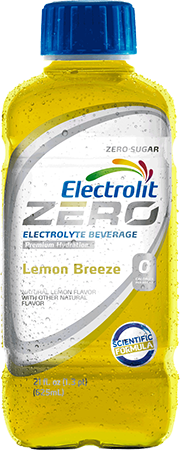 ZERO-SUGAR
Electrolit
ZERO
ELECTROLYTE BEVERAGE
Premium Hydration
Lemon Breeze
0
NATURAL LEMON FLAVOR
WITH OTHER NATURAL
FLAVOR
SCIENTIFIC
FORMULA